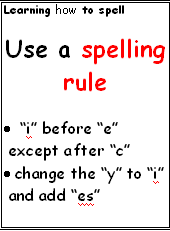 Learning how to spell
Use a spelling
rule
• “i” before “e”
except after “c”
• change the “y” to “i”
and add “es”